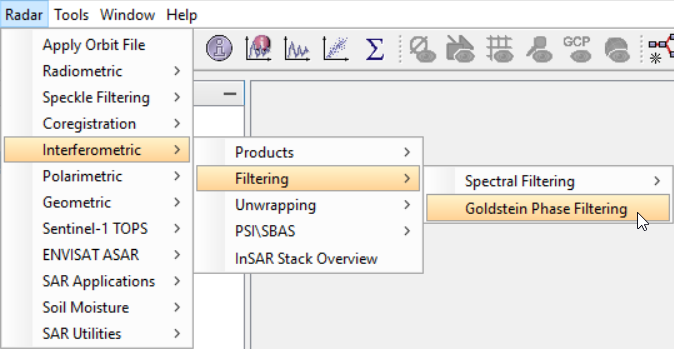 Radar Tools Window Help
Apply Orbit File
Radiometric
Speckle Filtering
Coregistration
Interferometric
Polarimetric
Geometric
Sentinel-1 TOPS
ENVISAT ASAR
SAR Applications
Soil Moisture
SAR Utilities
Products
Filtering
Unwrapping
PSI\SBAS
InSAR Stack Overview
Spectral Filtering
Goldstein Phase Filtering
Σ
GCP